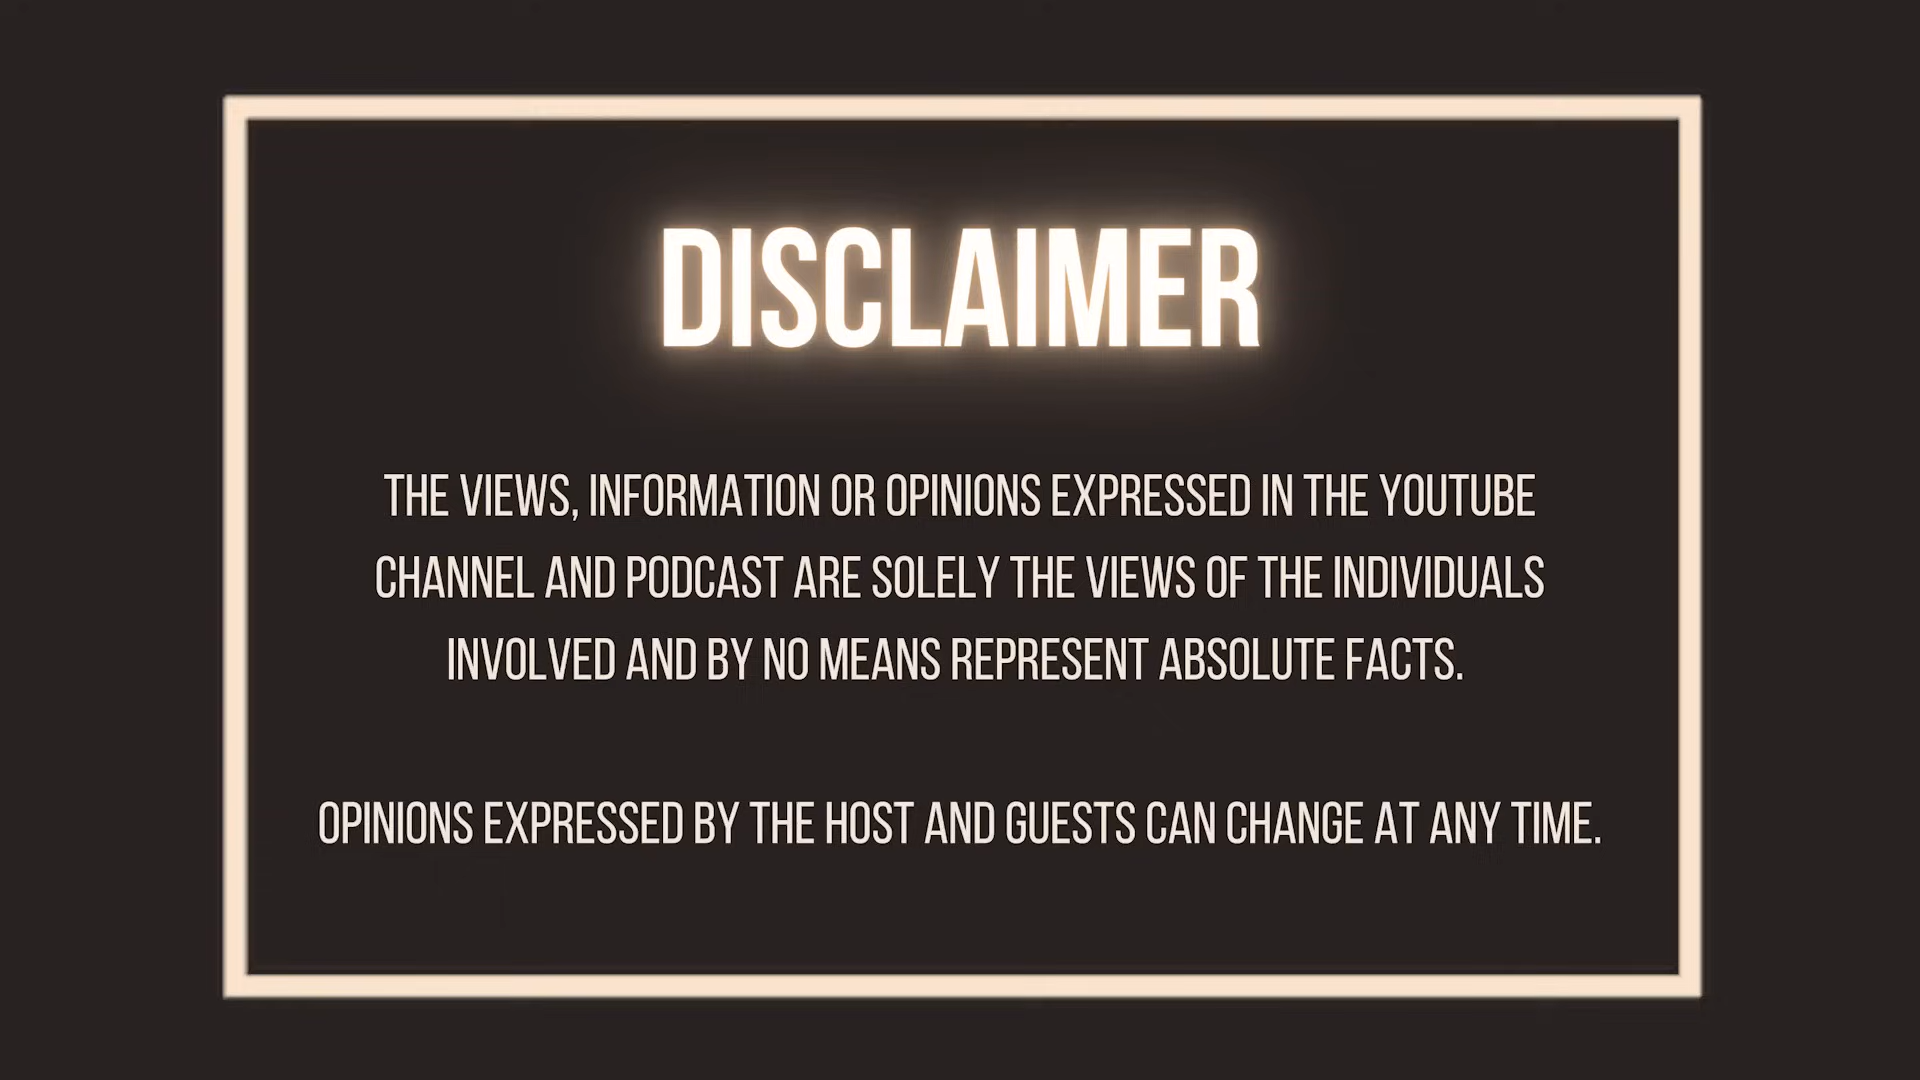 DISCLAIMER
THE VIEWS, INFORMATION OR OPINIONS EXPRESSED IN THE YOUTUBE
CHANNEL AND PODCAST ARE SOLELY THE VIEWS OF THE INDIVIDUALS
INVOLVED AND BY NO MEANS REPRESENT ABSOLUTE FACTS.
OPINIONS EXPRESSED BY THE HOST AND GUESTS CAN CHANGE AT ANY TIME.